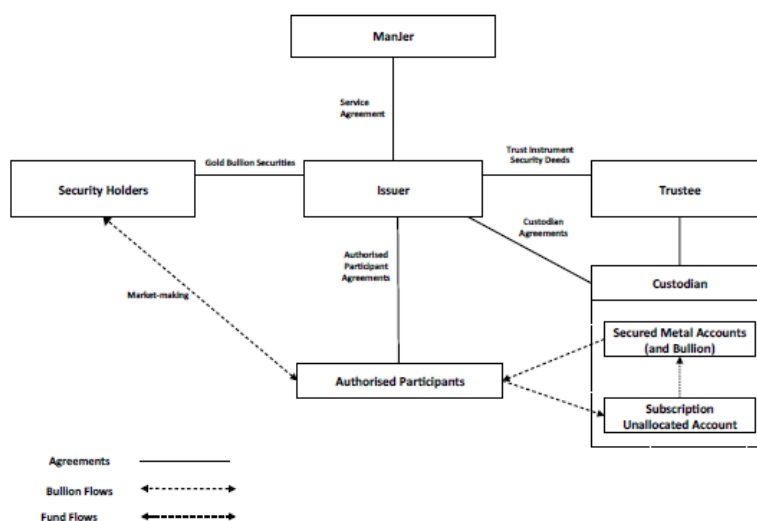 ManJer
Service
Agreement
Gold Bullion Securities
Trust Instrument
Security Deeds
Security Holders
Issuer
Trustee
Custodian
Agreements
Authorised
Participant
Agreements
Custodian
Market-making
Secured Metal Accounts
(and Bullion)
Authorised Participants
Subscription
Unallocated Account
Agreements
Bullion Flows
Fund Flows